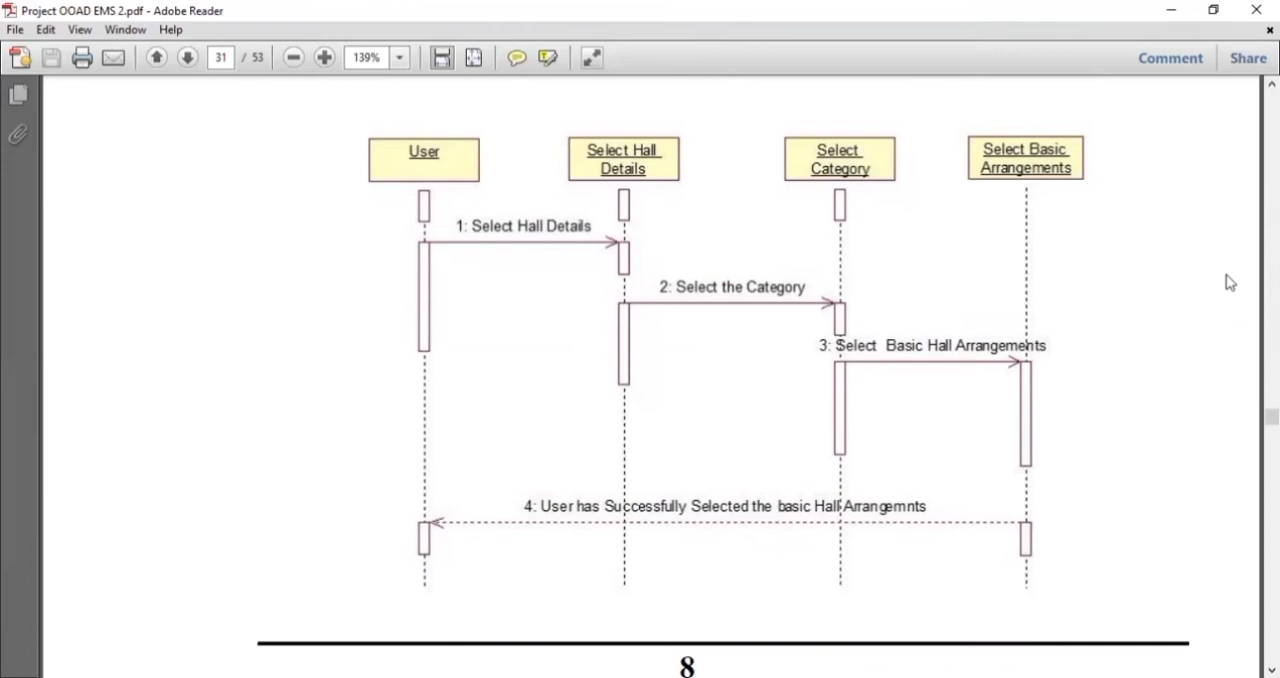 Project OOAD EMS 2.pdf - Adobe Reader
File Edit View Window Help
31 / 53 139% Comment Share
User
Select Hall
Details
Select
Category
Select Basic
Arrangements
1: Select Hall Details
2: Select the Category
3: Select Basic Hall Arrangements
4: User has Successfully Selected the basic Hall Arrangemnts
8